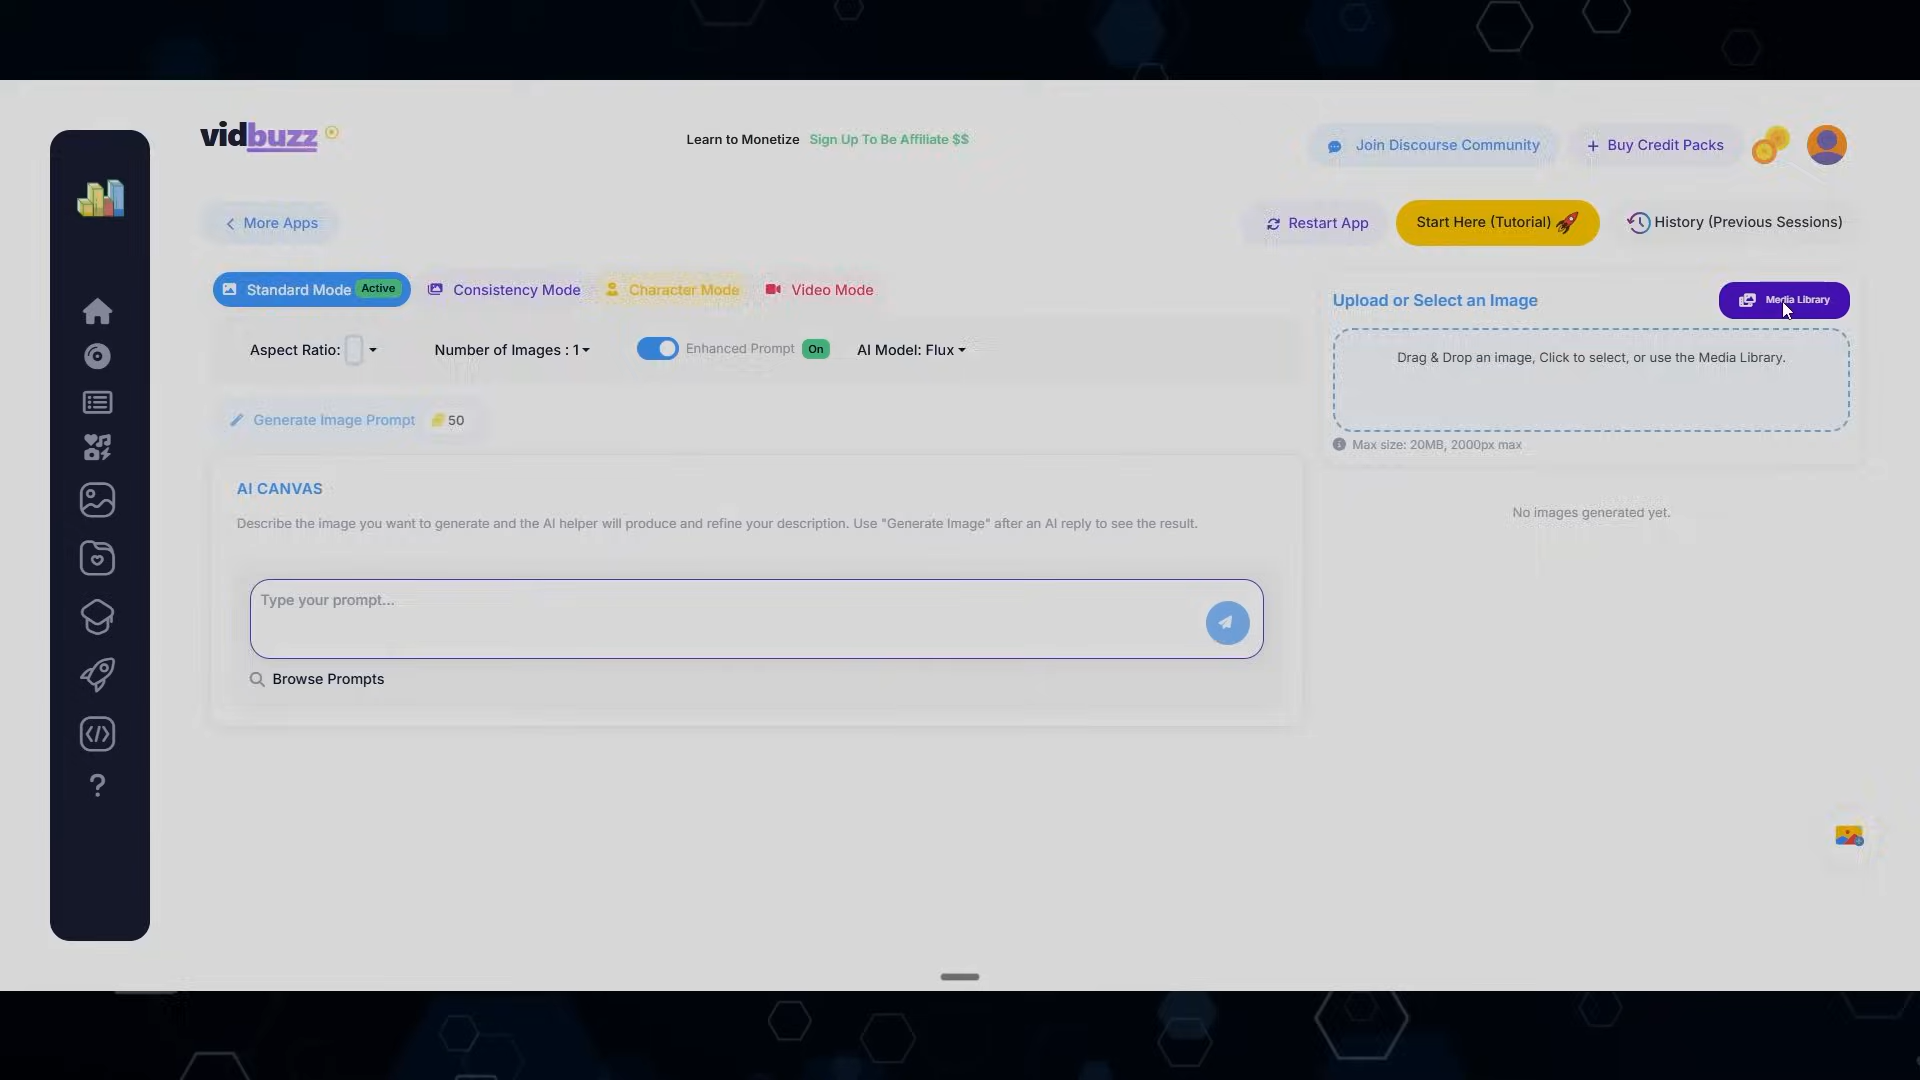 vidbuzz
Learn to Monetize Sign Up To Be Affiliate $$
Join Discourse Community
+ Buy Credit Packs
More Apps
Restart App
Start Here (Tutorial)
History (Previous Sessions)
Standard Mode Active
Consistency Mode
Character Mode
Video Mode
Upload or Select an Image
Media Library
Aspect Ratio:
Number of Images : 1
Enhanced Prompt On
AI Model: Flux
Drag & Drop an image, Click to select, or use the Media Library.
Generate Image Prompt 50
Max size: 20MB, 2000px max
AI CANVAS
Describe the image you want to generate and the AI helper will produce and refine your description. Use "Generate Image" after an AI reply to see the result.
No images generated yet.
Type your prompt...
Browse Prompts
?